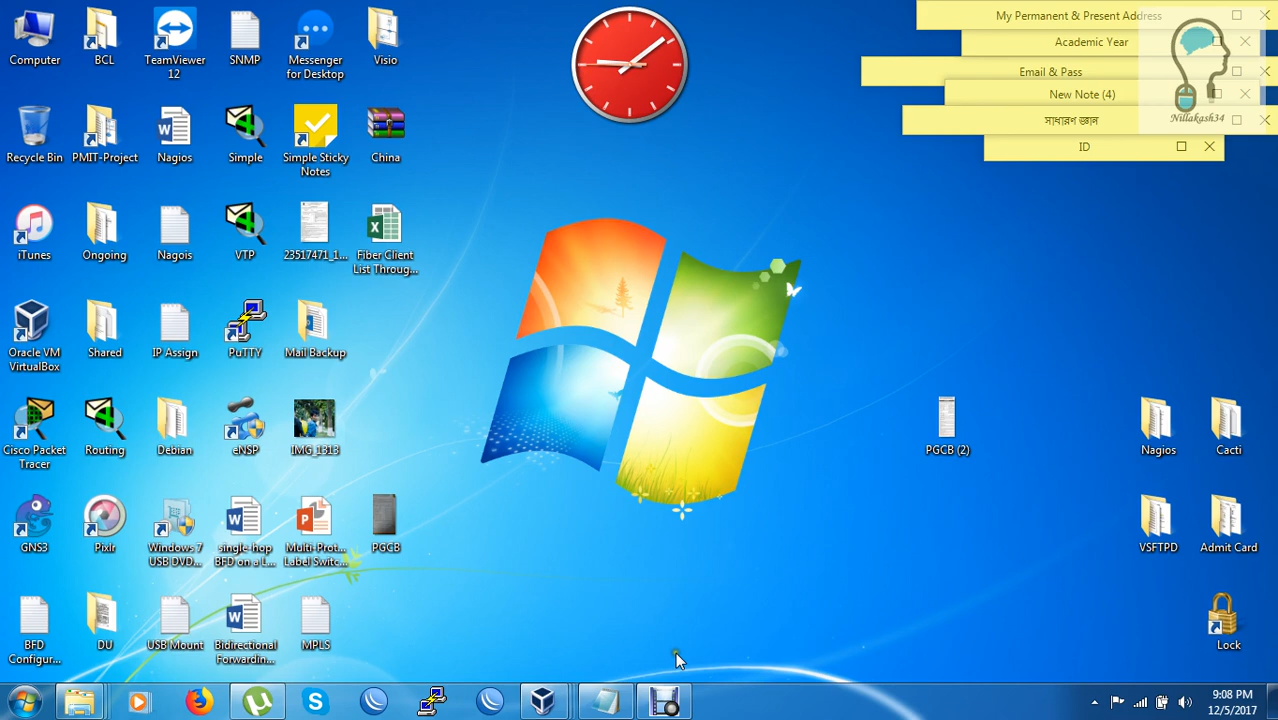 Computer
BCL
TeamViewer
12
SNMP
Messenger
for Desktop
Visio
Recycle Bin
PMIT-Project
Nagios
Simple
Simple Sticky
Notes
China
iTunes
Ongoing
Nagois
VTP
23517471_1...
Fiber Client
List Throug...
Oracle VM
VirtualBox
Shared
IP Assign
PuTTY
Mail Backup
Cisco Packet
Tracer
Routing
Debian
eNSP
IMG_1313
GNS3
Pixlr
Windows 7
USB DVD...
single-hop
BFD on a L...
Multi-Prot...
Label Switc...
PGCB
BFD
Configur...
DU
USB Mount
Bidirectional
Forwardin...
MPLS
My Permanent & Present Address
Academic Year
Email & Pass
New Note (4)
সাধারণ জ্ঞান
ID
Nillakash34
PGCB (2)
Nagios
Cacti
VSFTPD
Admit Card
Lock
9:08 PM
12/5/2017